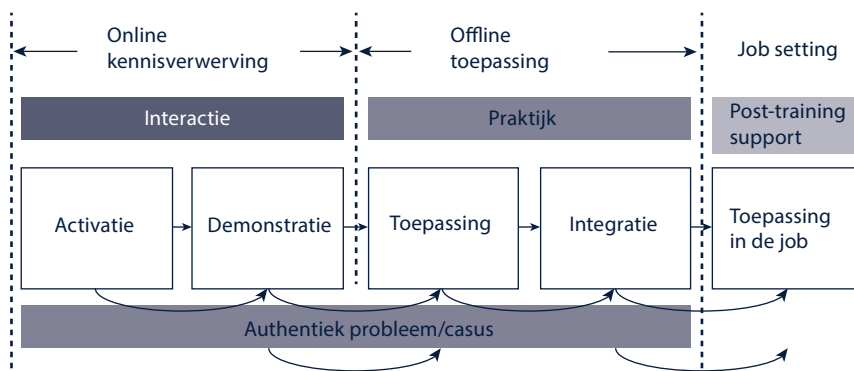 Online
kennisverwerving
Offline
toepassing
Job setting
Interactie
Praktijk
Post-training
support
Activatie
Demonstratie
Toepassing
Integratie
Toepassing
in de job
Authentiek probleem/casus